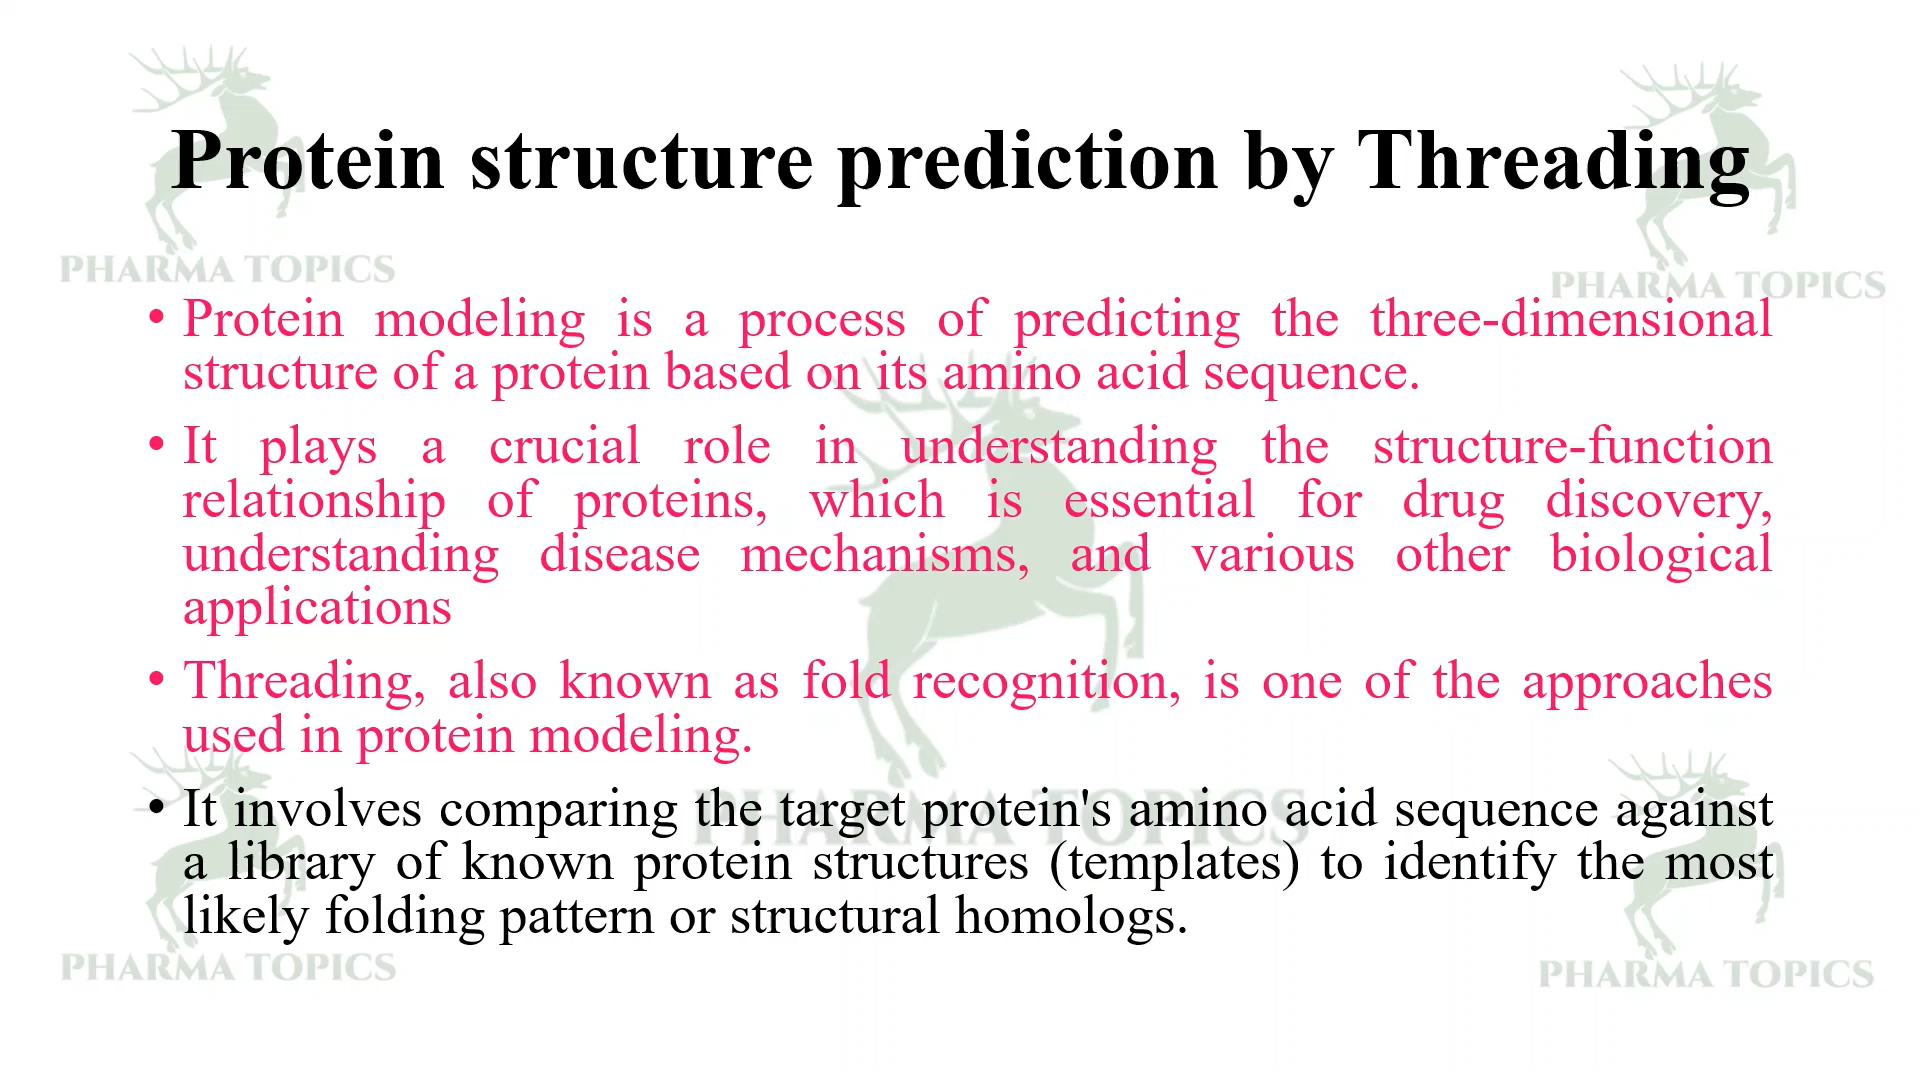 Protein structure prediction by Threading
PHARMA TOPICS
PHARMA TOPICS
• Protein modeling is a process of predicting the three-dimensional
structure of a protein based on its amino acid sequence.
• It plays a crucial role in understanding the structure-function
relationship of proteins, which is essential for drug discovery,
understanding disease mechanisms, and various other biological
applications
• Threading, also known as fold recognition, is one of the approaches
used in protein modeling.
• It involves comparing the target protein's amino acid sequence against
PHARMA TOPICS
a library of known protein structures (templates) to identify the most
likely folding pattern or structural homologs.
PHARMA TOPICS
PHARMA TOPICS